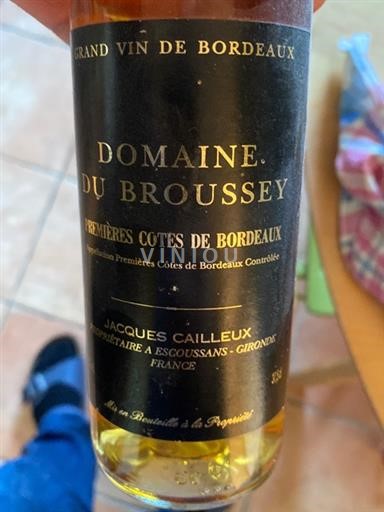 GRAND VIN DE BORDEAUX
DOMAINE
DU BROUSSEY
PREMIÈRES COTES DE BORDEAUX
Appellation Premières Côtes de Bordeaux Contrôlée
viniou
JACQUES CAILLEUX
PROPRIÉTAIRE A ESCOUSSANS - GIRONDE
FRANCE
Mis en Bouteille à la Propriété